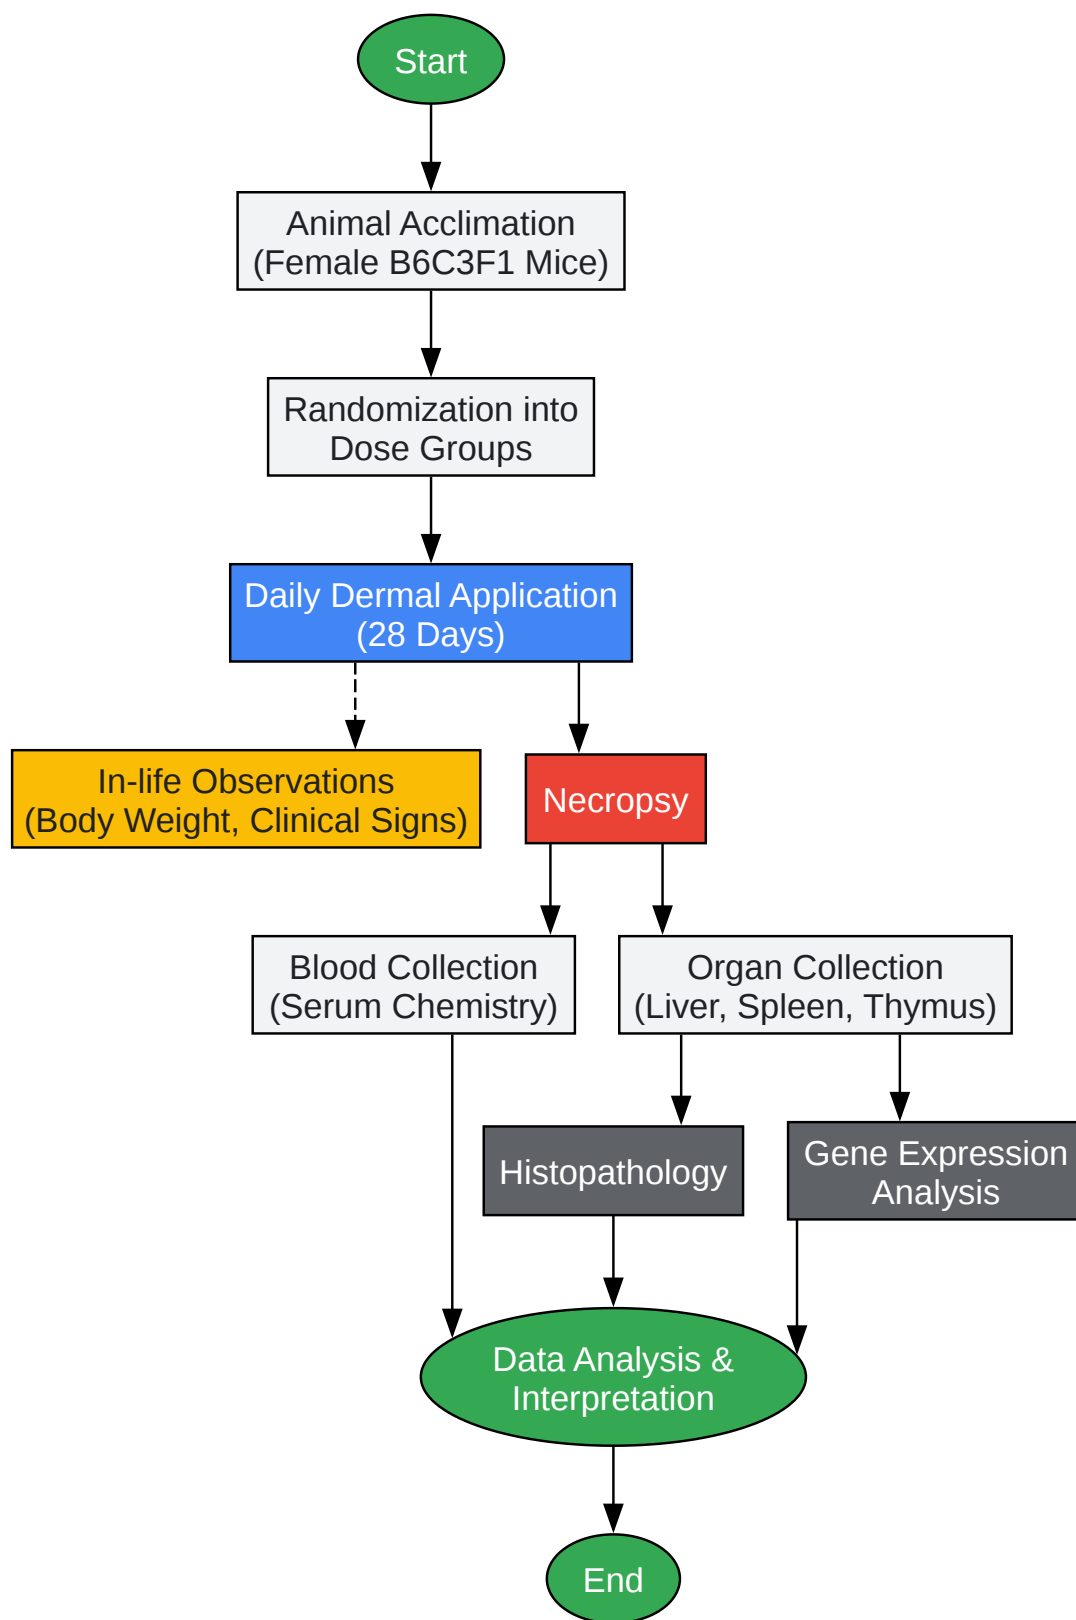 Start
Animal Acclimation
(Female B6C3F1 Mice)
Randomization into
Dose Groups
Daily Dermal Application
(28 Days)
In-life Observations
(Body Weight, Clinical Signs)
Necropsy
Blood Collection
(Serum Chemistry)
Organ Collection
(Liver, Spleen, Thymus)
Histopathology
Gene Expression
Analysis
Data Analysis &
Interpretation
End